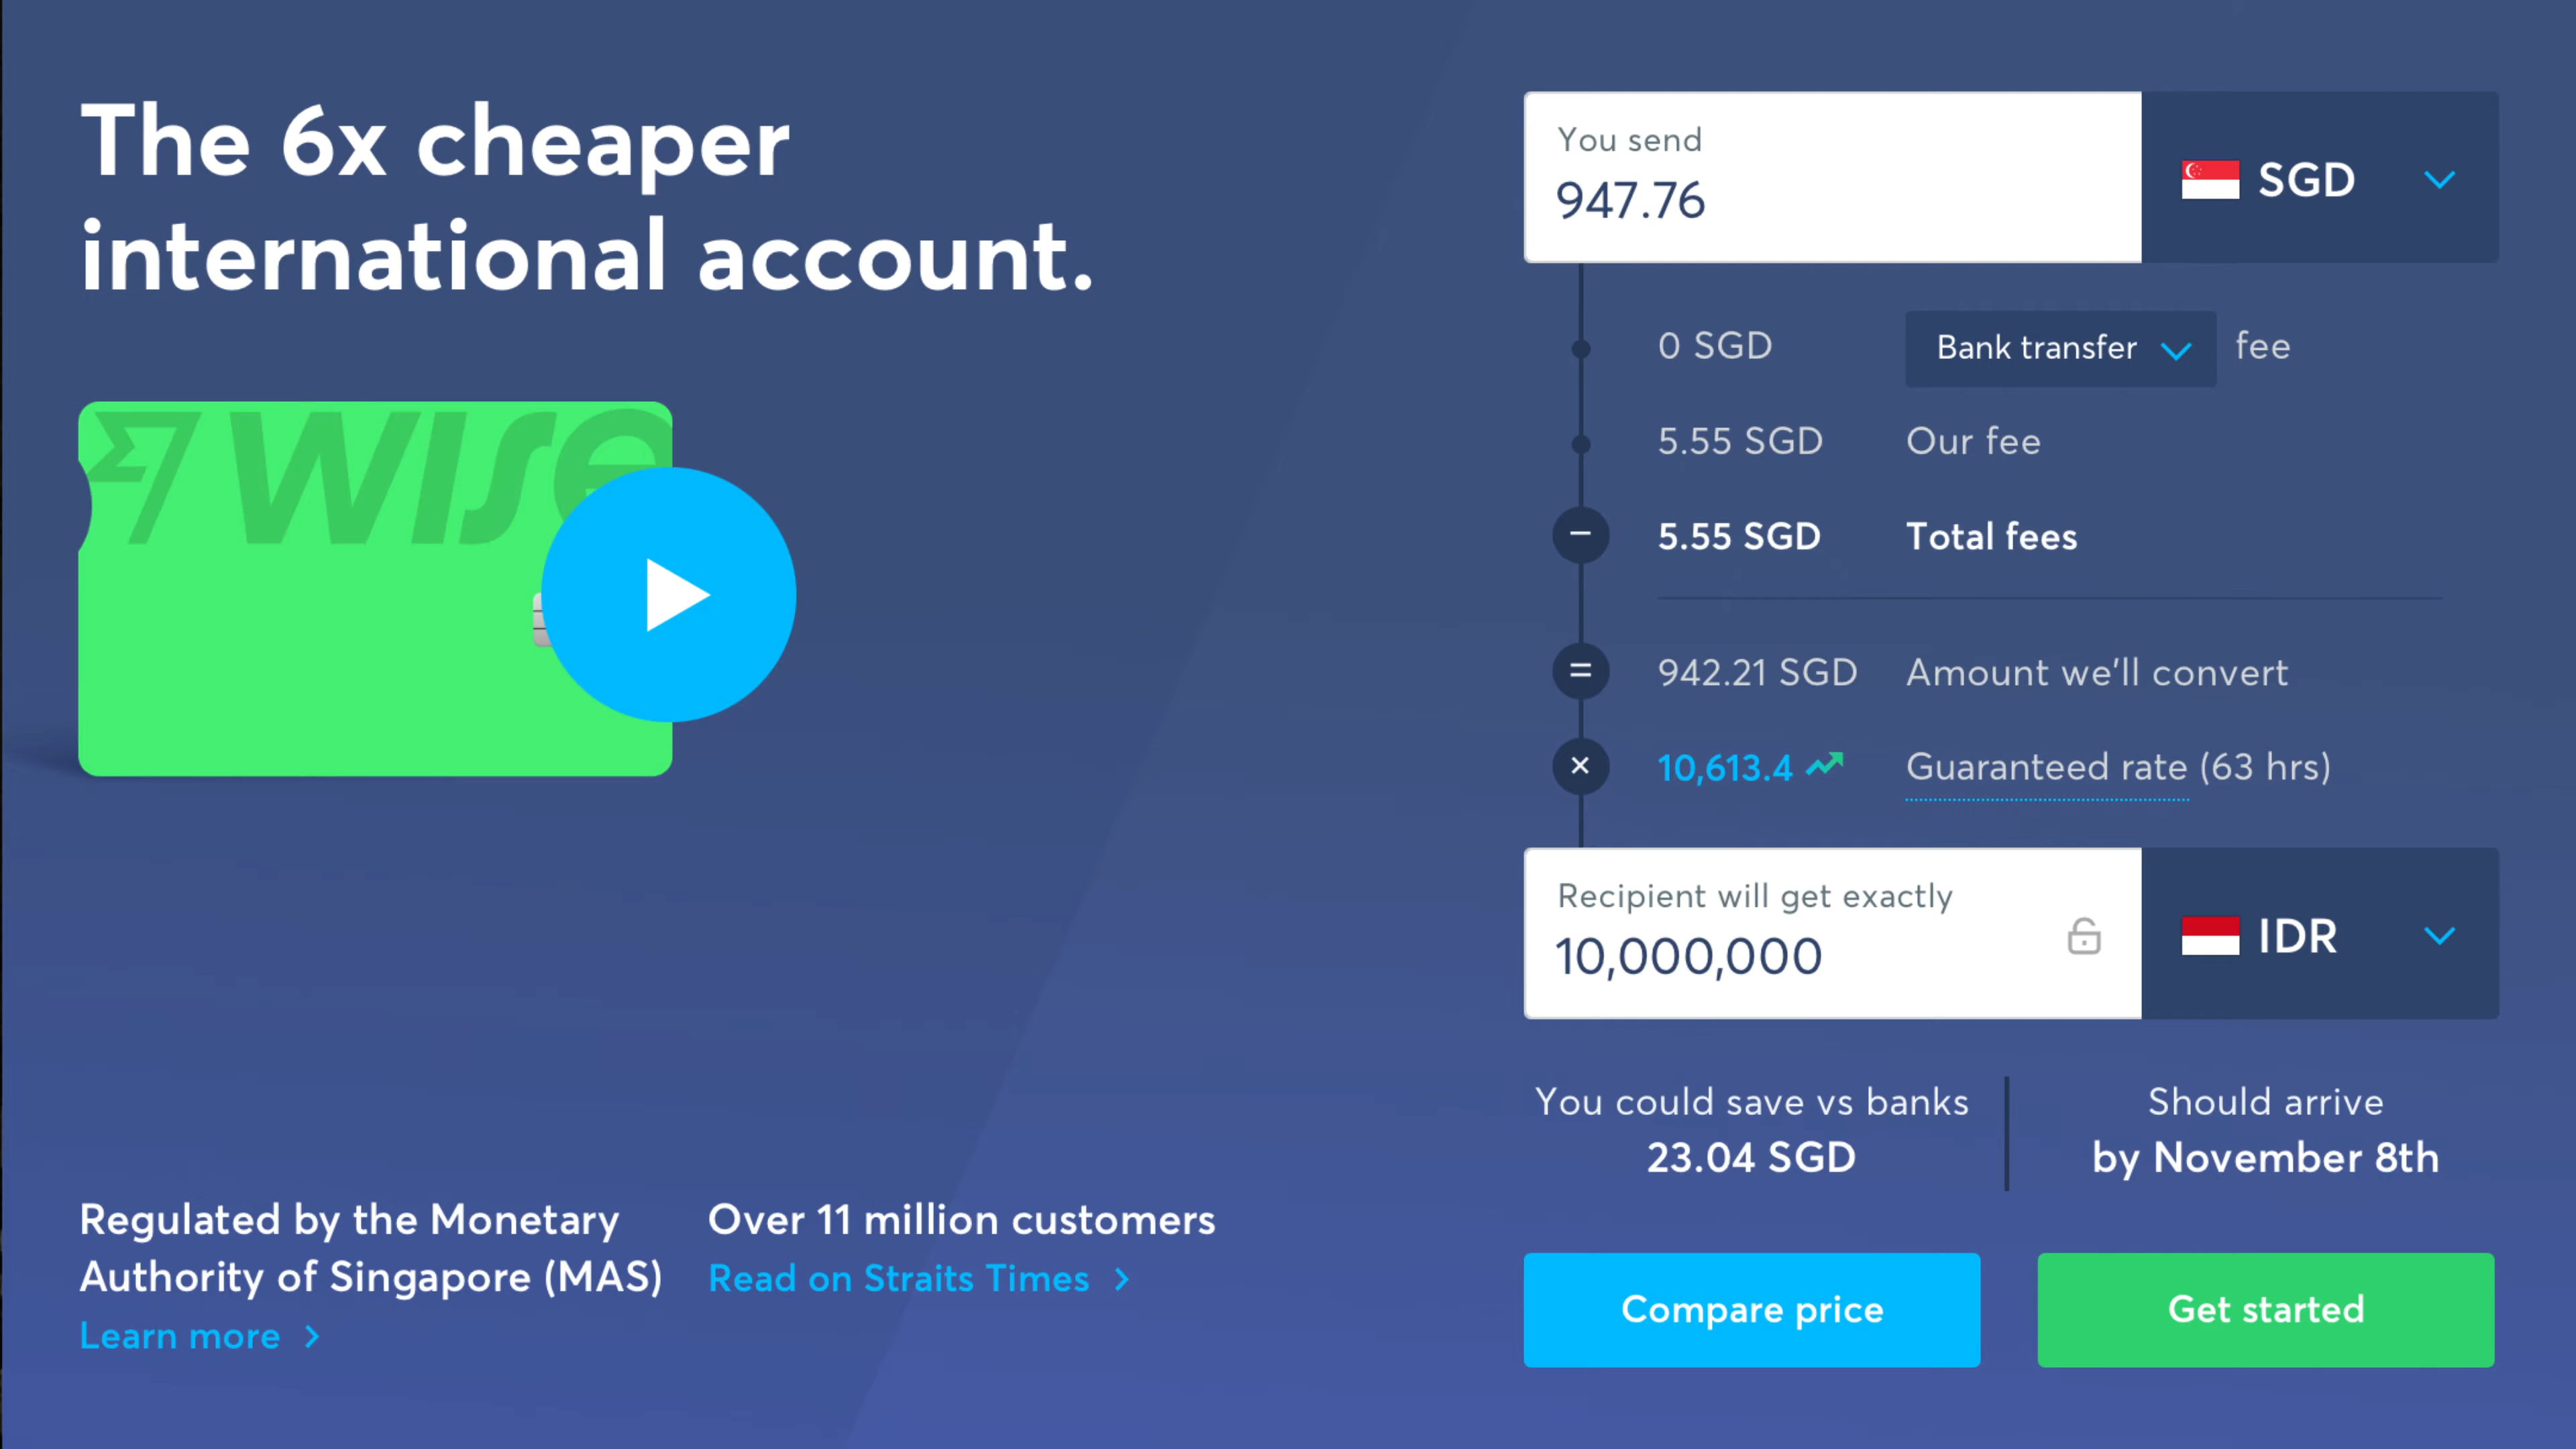 The 6x cheaper
international account.
wise
Regulated by the Monetary
Authority of Singapore (MAS)
Learn more
Over 11 million customers
Read on Straits Times
You send
947.76
SGD
0 SGD Bank transfer fee
5.55 SGD Our fee
− 5.55 SGD Total fees
= 942.21 SGD Amount we'll convert
× 10,613.4 Guaranteed rate (63 hrs)
Recipient will get exactly
10,000,000
IDR
You could save vs banks
23.04 SGD
Should arrive
by November 8th
Compare price
Get started